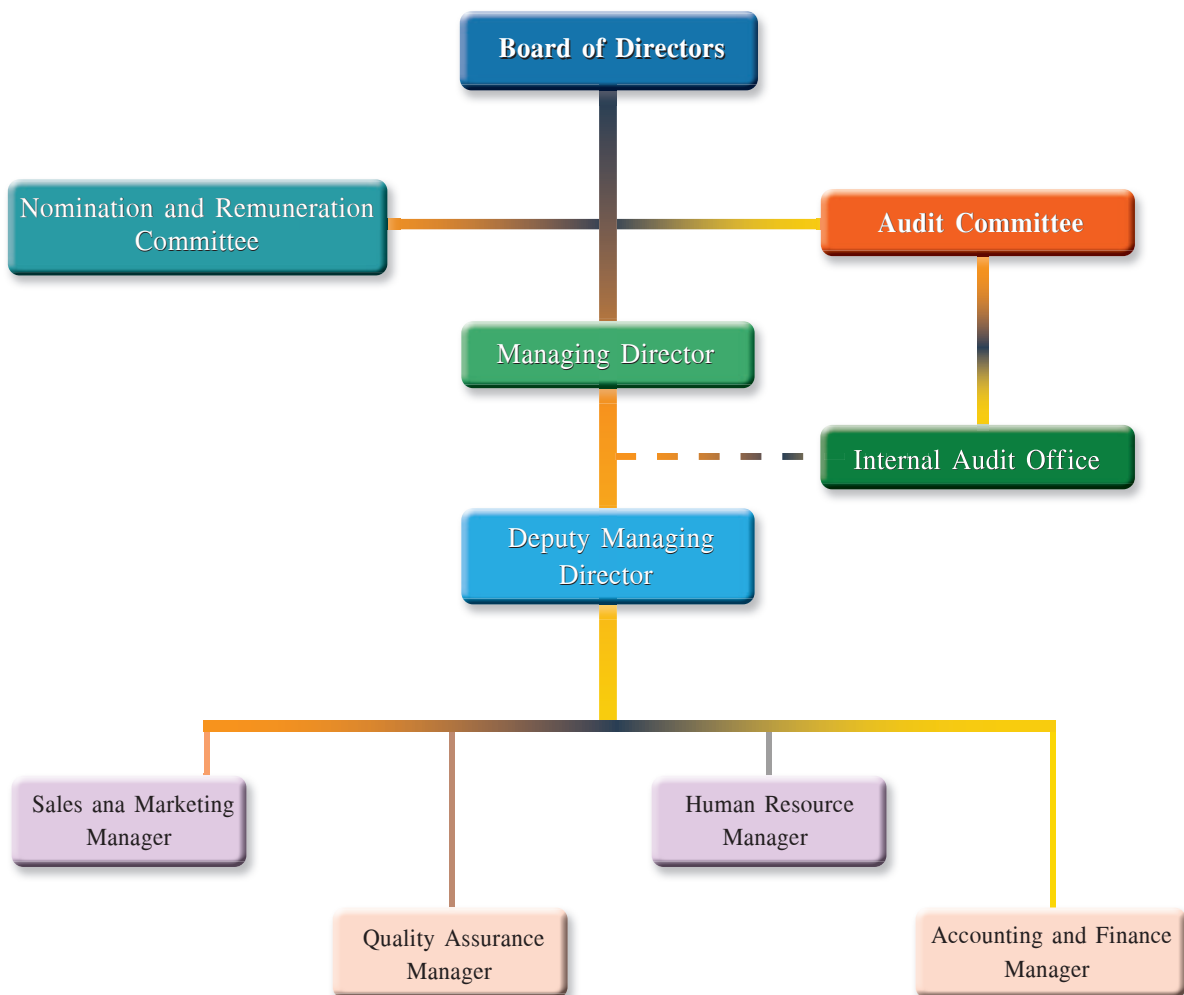 Board of Directors
Nomination and Remuneration
Committee
Audit Committee
Managing Director
Internal Audit Office
Deputy Managing
Director
Sales ana Marketing
Manager
Human Resource
Manager
Quality Assurance
Manager
Accounting and Finance
Manager